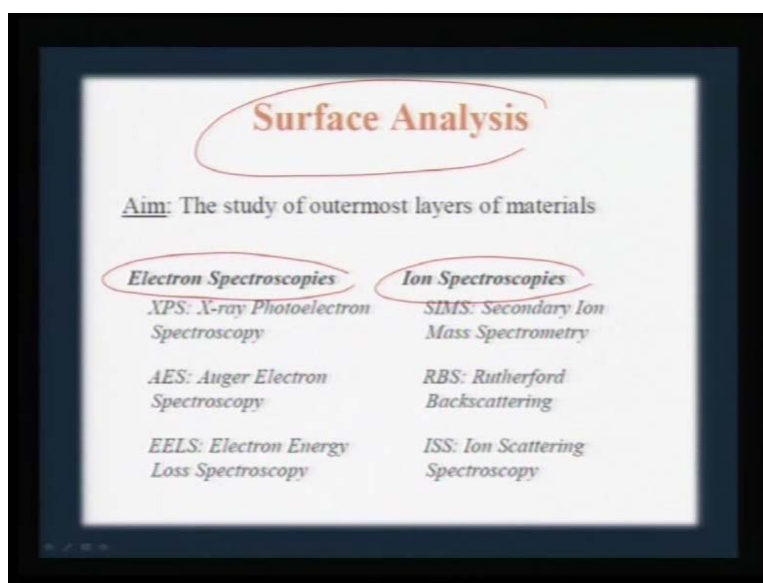 Surface Analysis
Aim: The study of outermost layers of materials
Electron Spectroscopies
XPS: X-ray Photoelectron
Spectroscopy
AES: Auger Electron
Spectroscopy
EELS: Electron Energy
Loss Spectroscopy
Ion Spectroscopies
SIMS: Secondary Ion
Mass Spectrometry
RBS: Rutherford
Backscattering
ISS: Ion Scattering
Spectroscopy